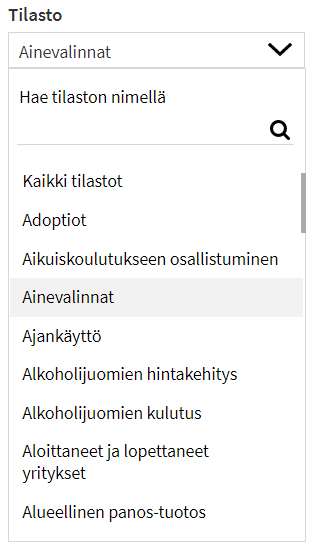 Tilasto
Ainevalinnat
Hae tilaston nimellä
Kaikki tilastot
Adoptiot
Aikuiskoulutukseen osallistuminen
Ainevalinnat
Ajankäyttö
Alkoholijuomien hintakehitys
Alkoholijuomien kulutus
Aloittaneet ja lopettaneet
yritykset
Alueellinen panos-tuotos